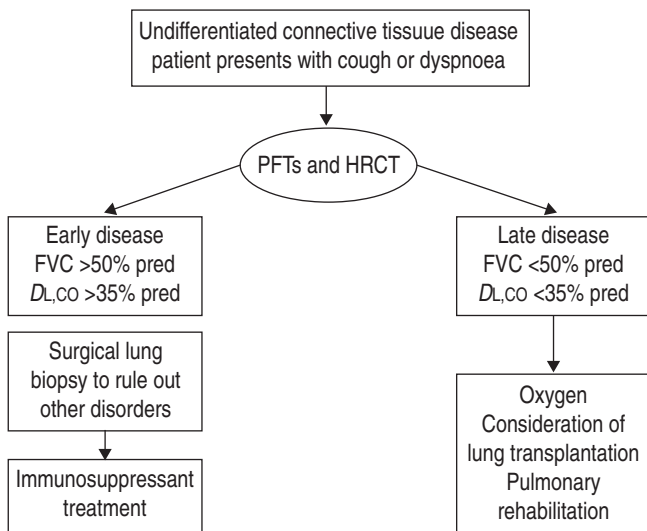 Undifferentiated connective tissuue disease
patient presents with cough or dyspnoea
PFTs and HRCT
Early disease
FVC >50% pred
DL,CO >35% pred
Late disease
FVC <50% pred
DL,CO <35% pred
Surgical lung
biopsy to rule out
other disorders
Immunosuppressant
treatment
Oxygen
Consideration of
lung transplantation
Pulmonary
rehabilitation